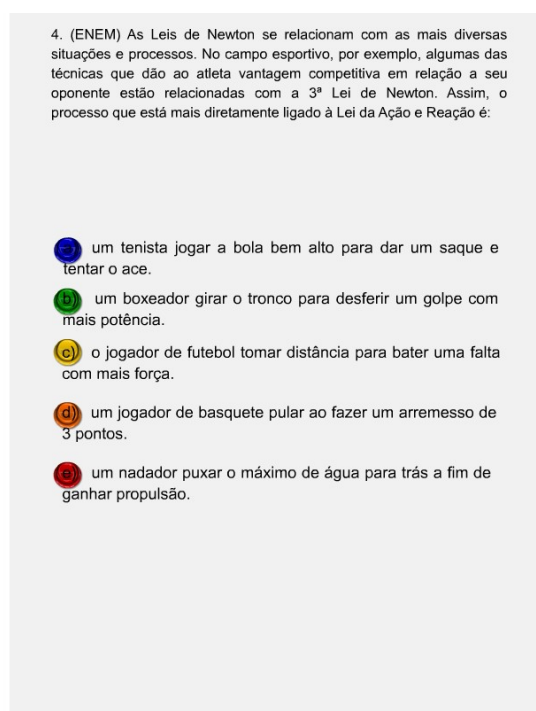 4. (ENEM) As Leis de Newton se relacionam com as mais diversas
situações e processos. No campo esportivo, por exemplo, algumas das
técnicas que dão ao atleta vantagem competitiva em relação a seu
oponente estão relacionadas com a 3ª Lei de Newton. Assim, o
processo que está mais diretamente ligado à Lei da Ação e Reação é:
a) um tenista jogar a bola bem alto para dar um saque e
tentar o ace.
b) um boxeador girar o tronco para desferir um golpe com
mais potência.
c) o jogador de futebol tomar distância para bater uma falta
com mais força.
d) um jogador de basquete pular ao fazer um arremesso de
3 pontos.
e) um nadador puxar o máximo de água para trás a fim de
ganhar propulsão.